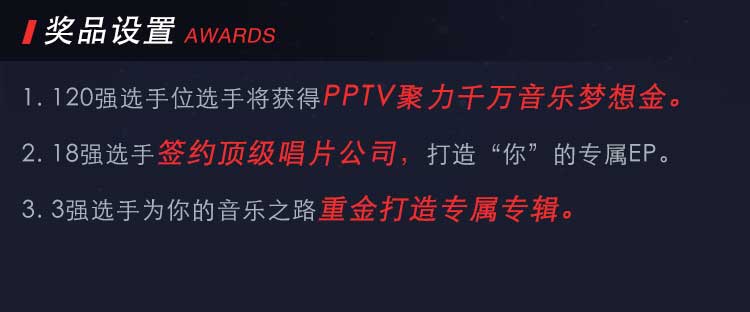 奖品设置 AWARDS
1. 120强选手位选手将获得PPTV聚力千万音乐梦想金。
2. 18强选手签约顶级唱片公司，打造“你”的专属EP。
3. 3强选手为你的音乐之路重金打造专属专辑。